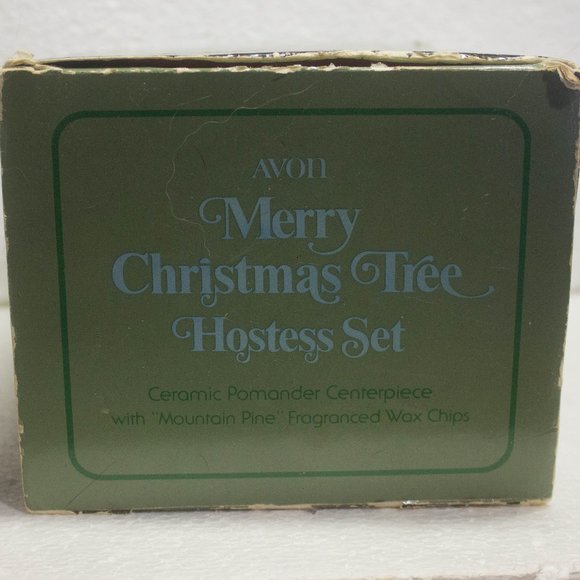 AVON
Merry
Christmas Tree
Hostess Set
Ceramic Pomander Centerpiece
with "Mountain Pine" Fragranced Wax Chips